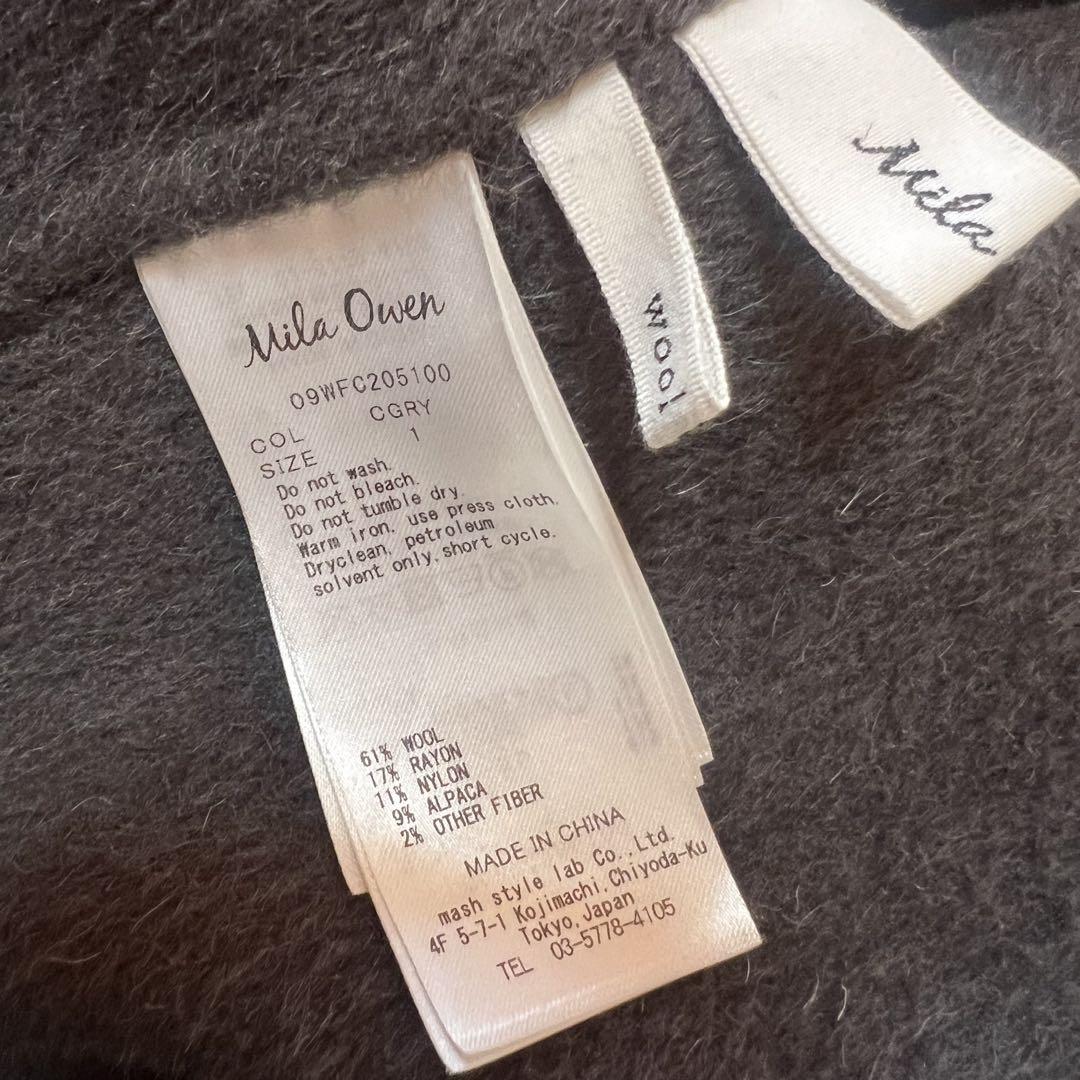 Mila Owen
09WFC205100
COL CGRY
SIZE 1
Do not wash.
Do not bleach.
Do not tumble dry.
Warm iron. use press cloth.
Dryclean, petroleum
solvent only.short cycle.
61% WOOL
17% RAYON
11% NYLON
9% ALPACA
2% OTHER FIBER
MADE IN CHINA
mash style lab Co.,Ltd.
4F 5-7-1 Kojimachi,Chiyoda-Ku
Tokyo,Japan
TEL 03-5778-4105
wool
Mila